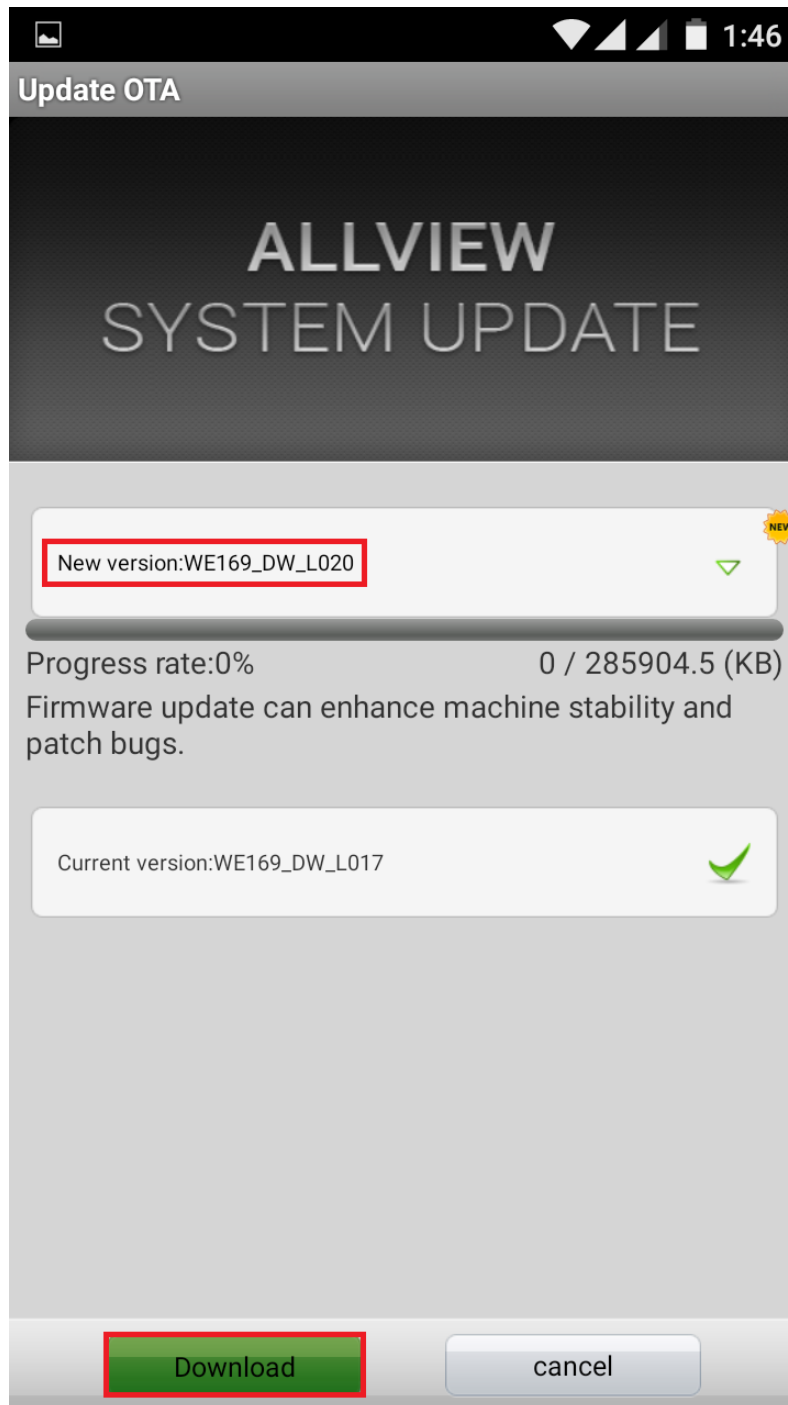 1:46
Update OTA
ALLVIEW
SYSTEM UPDATE
NEW
New version:WE169_DW_L020
Progress rate:0% 0 / 285904.5 (KB)
Firmware update can enhance machine stability and
patch bugs.
Current version:WE169_DW_L017
Download cancel